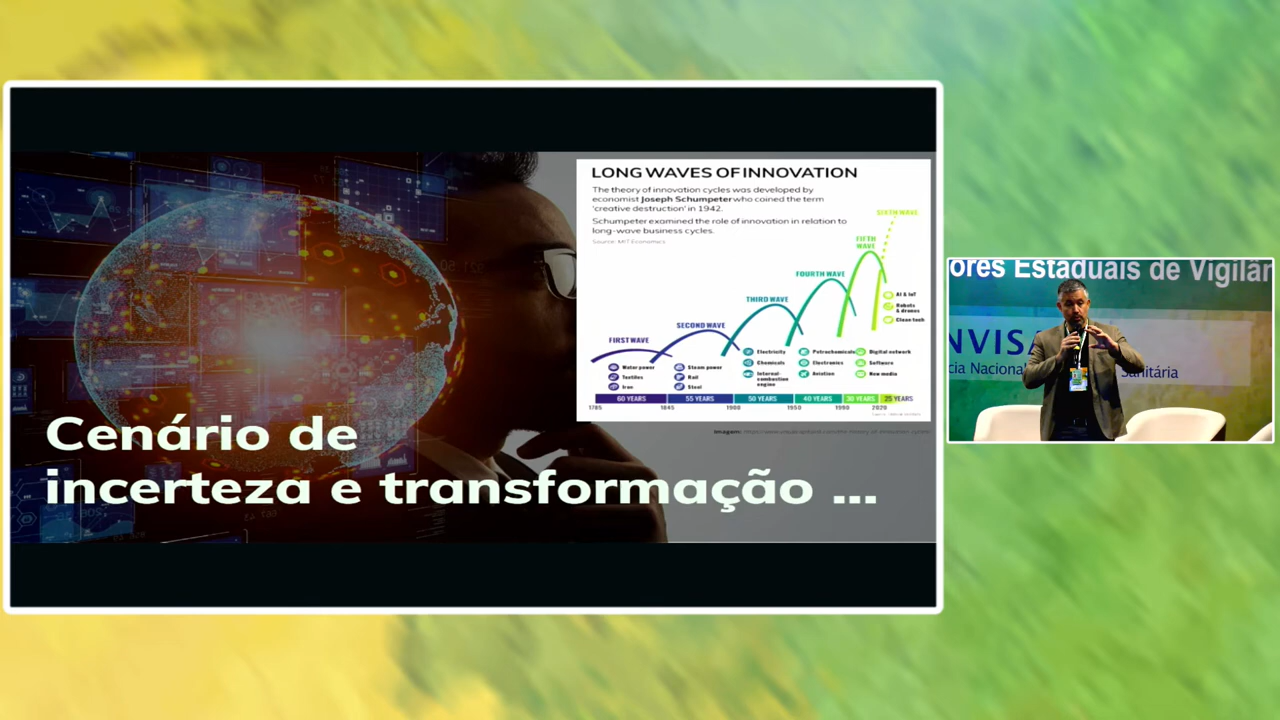 LONG WAVES OF INNOVATION
The theory of innovation cycles was developed by
economist Joseph Schumpeter who coined the term
'creative destruction' in 1942.
Schumpeter examined the role of innovation in relation to
long-wave business cycles.
Source: MIT Economics
SIXTH WAVE
FIFTH
WAVE
FOURTH WAVE
THIRD WAVE
SECOND WAVE
FIRST WAVE
AI & IoT
Robots
& drones
Clean tech
Water power
Textiles
Iron
Steam power
Rail
Steel
Electricity
Chemicals
Internal-
combustion
engine
Petrochemicals
Electronics
Aviation
Digital network
Software
New media
60 YEARS 55 YEARS 50 YEARS 40 YEARS 30 YEARS 25 YEARS
1785 1845 1900 1950 1990 2020
Imagem:
Cenário de
incerteza e transformação ...
ores Estaduais de Vigilân
NVISA
cia Nacional
Sanitária